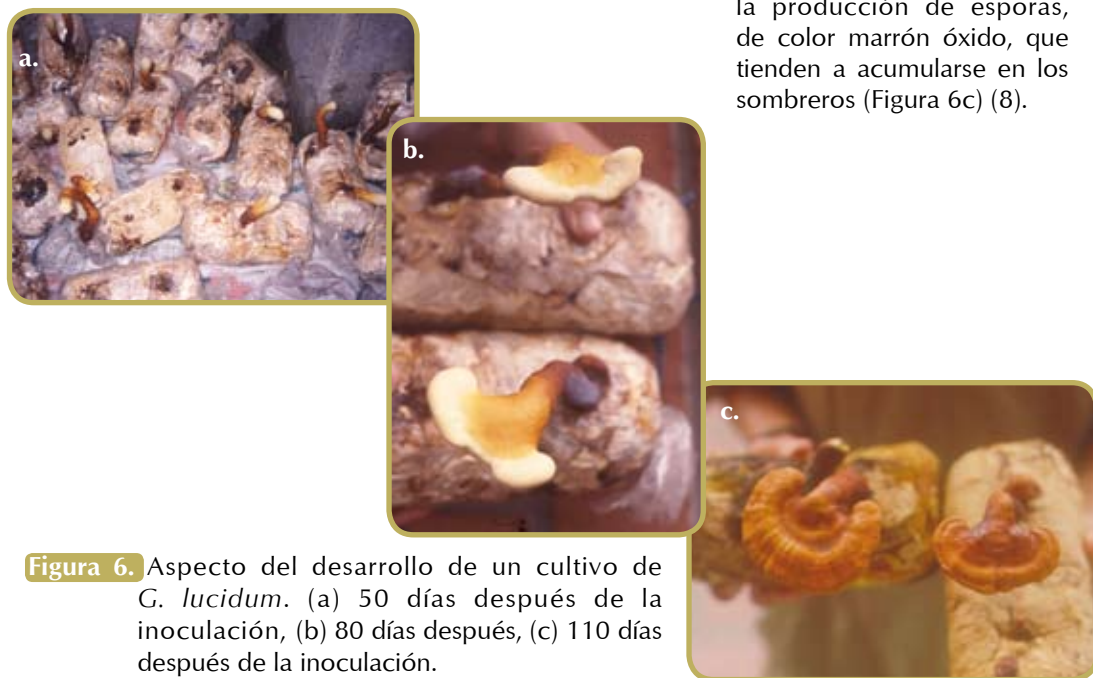 la producción de esporas,
de color marrón óxido, que
tienden a acumularse en los
sombreros (Figura 6c) (8).
a.
b.
c.
Figura 6. Aspecto del desarrollo de un cultivo de
G. lucidum. (a) 50 días después de la
inoculación, (b) 80 días después, (c) 110 días
después de la inoculación.